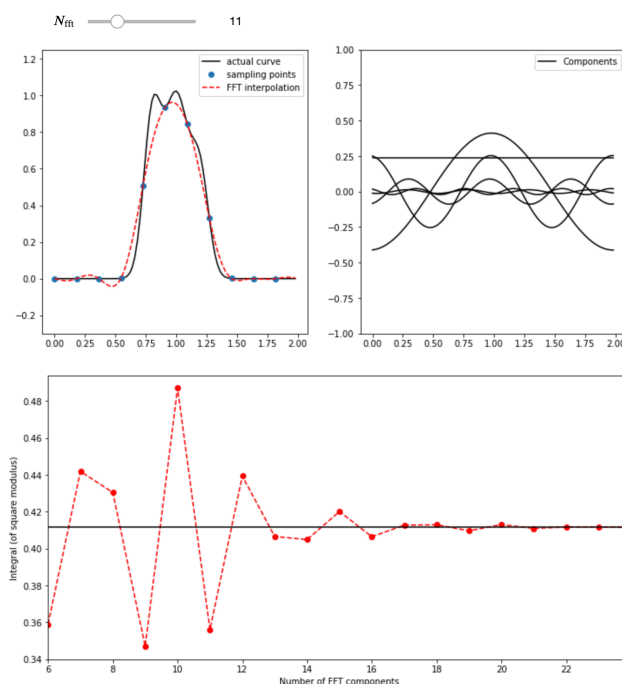 N_fft 11
actual curve
sampling points
FFT interpolation
1.2
1.0
0.8
0.6
0.4
0.2
0.0
−0.2
0.00 0.25 0.50 0.75 1.00 1.25 1.50 1.75 2.00
Components
1.00
0.75
0.50
0.25
0.00
−0.25
−0.50
−0.75
−1.00
0.00 0.25 0.50 0.75 1.00 1.25 1.50 1.75 2.00
Integral (of square modulus)
0.48
0.46
0.44
0.42
0.40
0.38
0.36
0.34
6 8 10 12 14 16 18 20 22
Number of FFT components